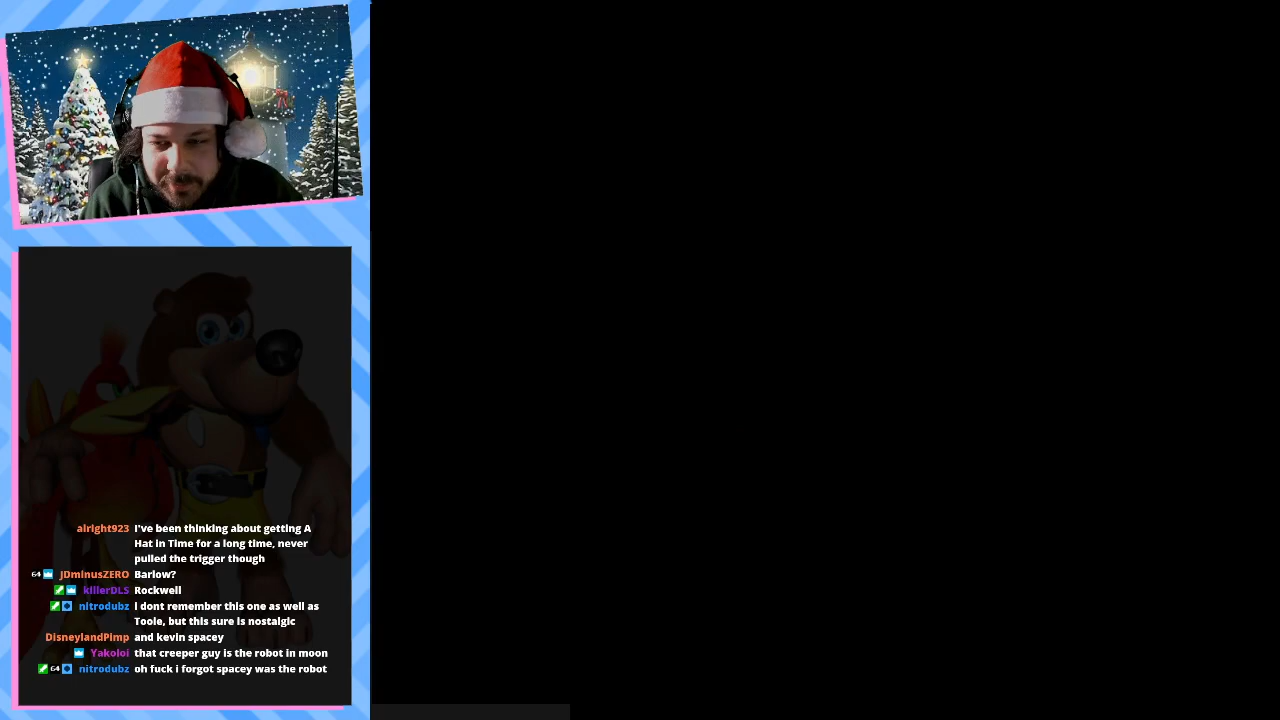 alright923 I've been thinking about getting A
Hat in Time for a long time, never
pulled the trigger though
64 JDminusZERO Barlow?
killerDLS Rockwell
nitrodubz i dont remember this one as well as
Toole, but this sure is nostalgic
DisneylandPimp and kevin spacey
Yakoloi that creeper guy is the robot in moon
64 nitrodubz oh fuck i forgot spacey was the robot